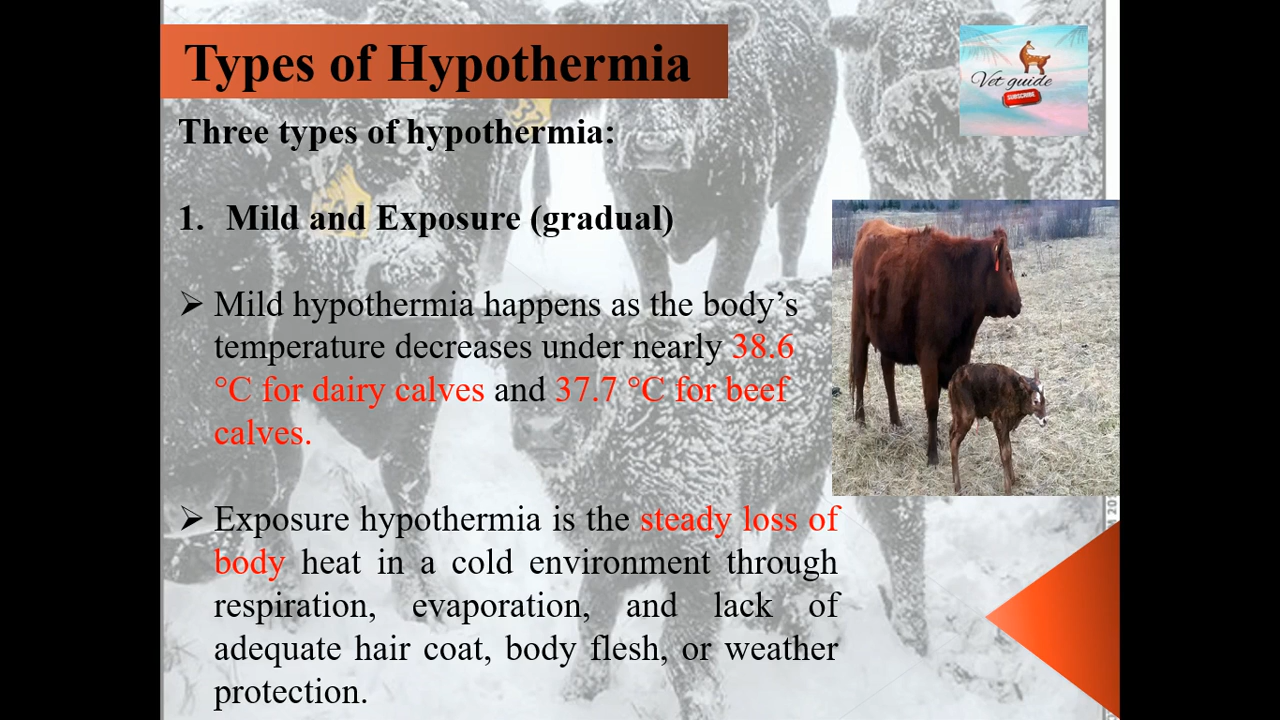 Types of Hypothermia
Vet guide
SUBSCRIBE
Three types of hypothermia:
1. Mild and Exposure (gradual)
➢ Mild hypothermia happens as the body’s
temperature decreases under nearly 38.6
°C for dairy calves and 37.7 °C for beef
calves.
➢ Exposure hypothermia is the steady loss of
body heat in a cold environment through
respiration, evaporation, and lack of
adequate hair coat, body flesh, or weather
protection.